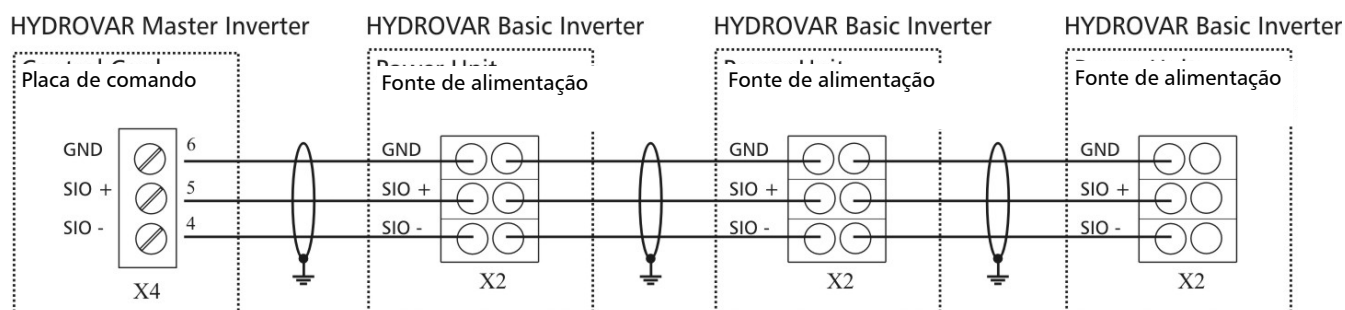 HYDROVAR Master Inverter HYDROVAR Basic Inverter HYDROVAR Basic Inverter HYDROVAR Basic Inverter
Placa de comando Fonte de alimentação Fonte de alimentação Fonte de alimentação
GND 6 GND GND GND
SIO + 5 SIO + SIO + SIO +
SIO - 4 SIO - SIO - SIO -
X4 X2 X2 X2